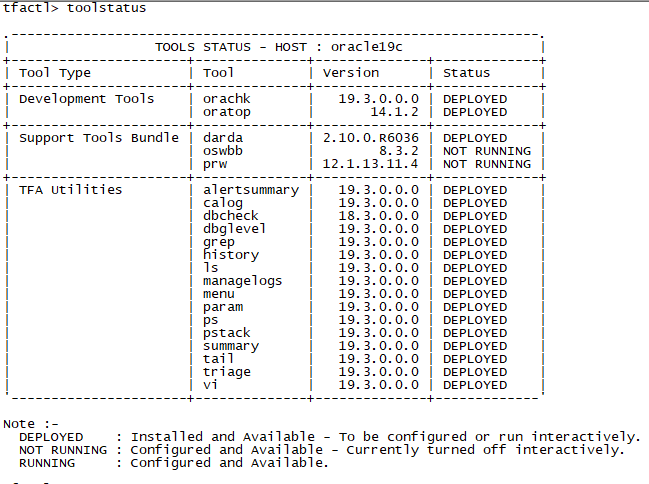 tfactl> toolstatus
.------------------------------------------------------------------.
| TOOLS STATUS - HOST : oracle19c |
+----------------------+--------------+--------------+-------------+
| Tool Type | Tool | Version | Status |
+----------------------+--------------+--------------+-------------+
| Development Tools | orachk | 19.3.0.0.0 | DEPLOYED |
| | oratop | 14.1.2 | DEPLOYED |
+----------------------+--------------+--------------+-------------+
| Support Tools Bundle | darda | 2.10.0.R6036 | DEPLOYED |
| | oswbb | 8.3.2 | NOT RUNNING |
| | prw | 12.1.13.11.4 | NOT RUNNING |
+----------------------+--------------+--------------+-------------+
| TFA Utilities | alertsummary | 19.3.0.0.0 | DEPLOYED |
| | calog | 19.3.0.0.0 | DEPLOYED |
| | dbcheck | 18.3.0.0.0 | DEPLOYED |
| | dbglevel | 19.3.0.0.0 | DEPLOYED |
| | grep | 19.3.0.0.0 | DEPLOYED |
| | history | 19.3.0.0.0 | DEPLOYED |
| | ls | 19.3.0.0.0 | DEPLOYED |
| | managelogs | 19.3.0.0.0 | DEPLOYED |
| | menu | 19.3.0.0.0 | DEPLOYED |
| | param | 19.3.0.0.0 | DEPLOYED |
| | ps | 19.3.0.0.0 | DEPLOYED |
| | pstack | 19.3.0.0.0 | DEPLOYED |
| | summary | 19.3.0.0.0 | DEPLOYED |
| | tail | 19.3.0.0.0 | DEPLOYED |
| | triage | 19.3.0.0.0 | DEPLOYED |
| | vi | 19.3.0.0.0 | DEPLOYED |
'----------------------+--------------+--------------+-------------'
Note :-
DEPLOYED : Installed and Available - To be configured or run interactively.
NOT RUNNING : Configured and Available - Currently turned off interactively.
RUNNING : Configured and Available.